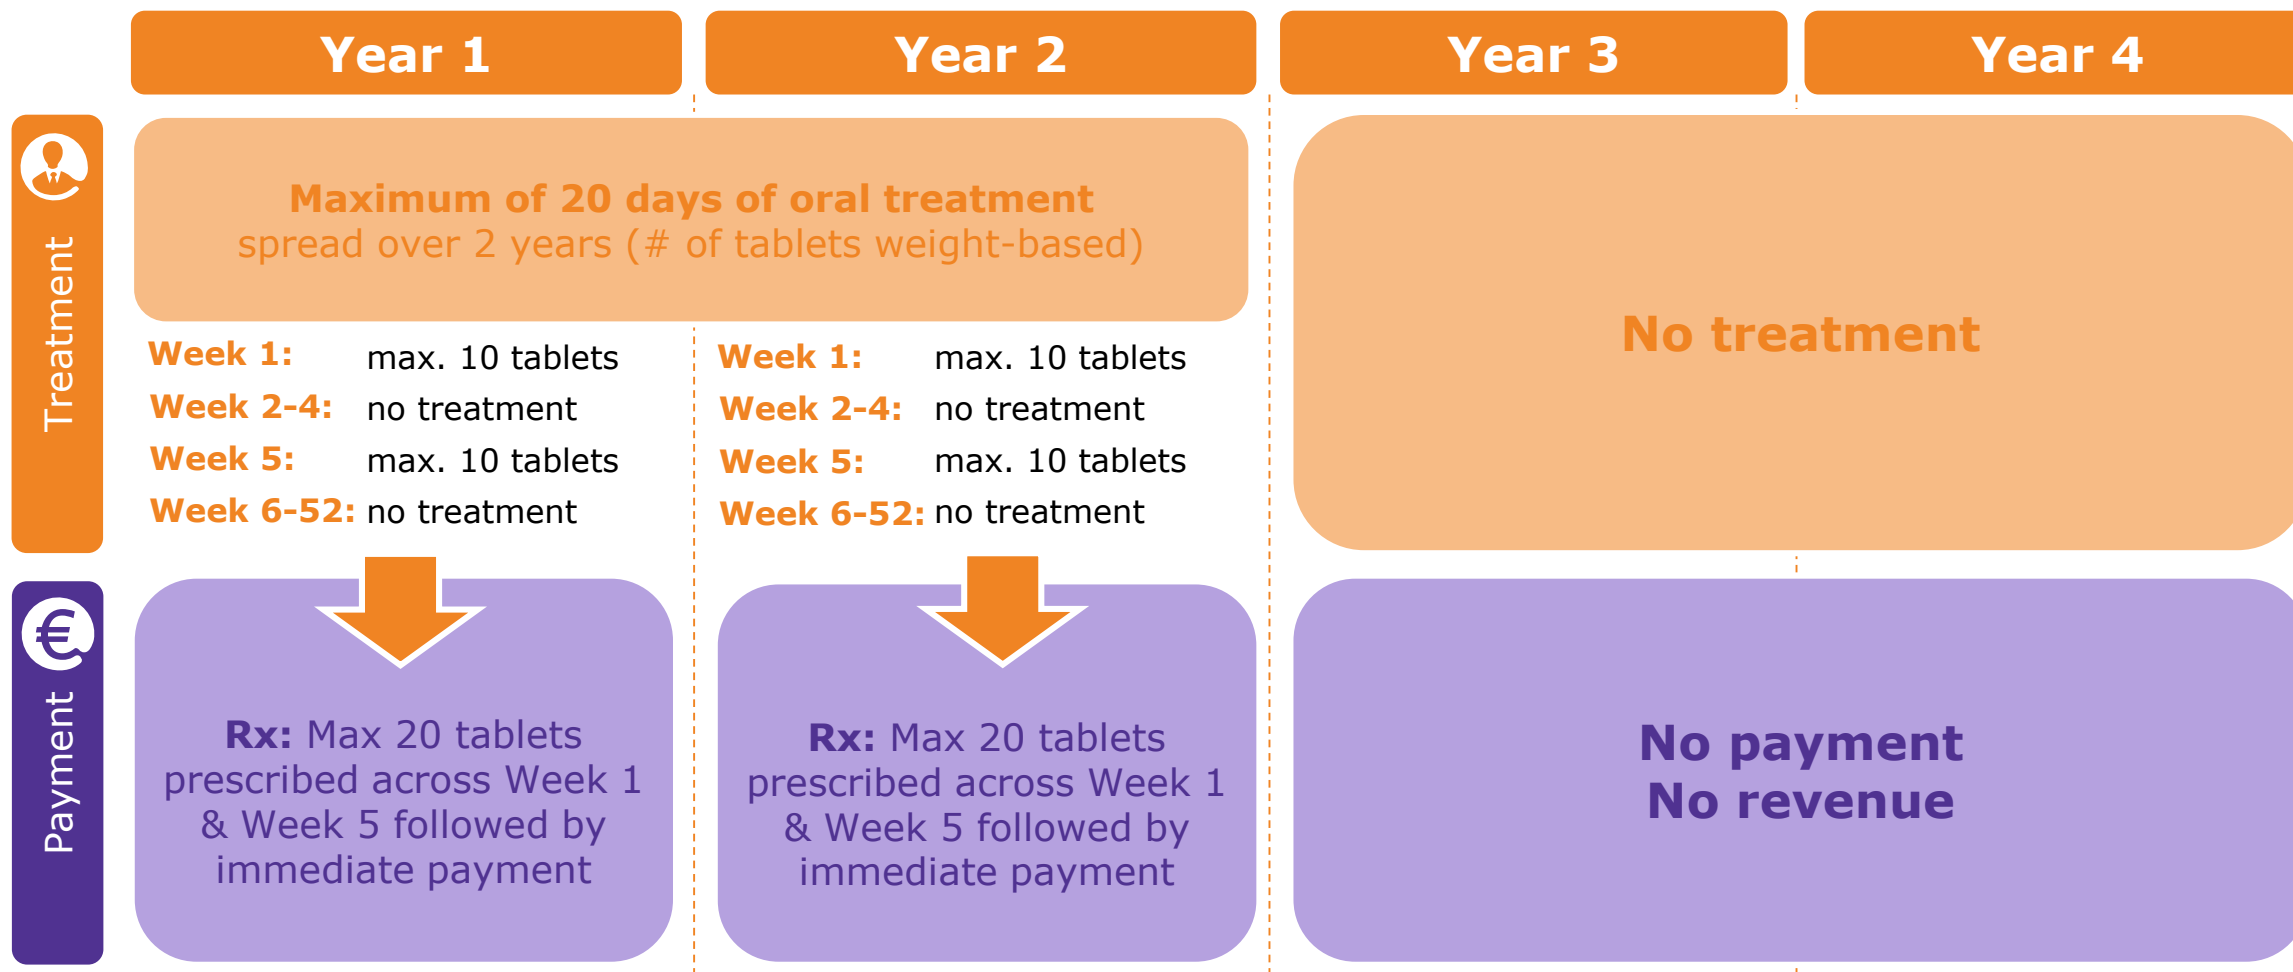 Year 1
Year 2
Year 3
Year 4
Treatment
Maximum of 20 days of oral treatment
spread over 2 years (# of tablets weight-based)
Week 1: max. 10 tablets
Week 2-4: no treatment
Week 5: max. 10 tablets
Week 6-52: no treatment
Week 1: max. 10 tablets
Week 2-4: no treatment
Week 5: max. 10 tablets
Week 6-52: no treatment
No treatment
€
Payment
Rx: Max 20 tablets
prescribed across Week 1
& Week 5 followed by
immediate payment
Rx: Max 20 tablets
prescribed across Week 1
& Week 5 followed by
immediate payment
No payment
No revenue